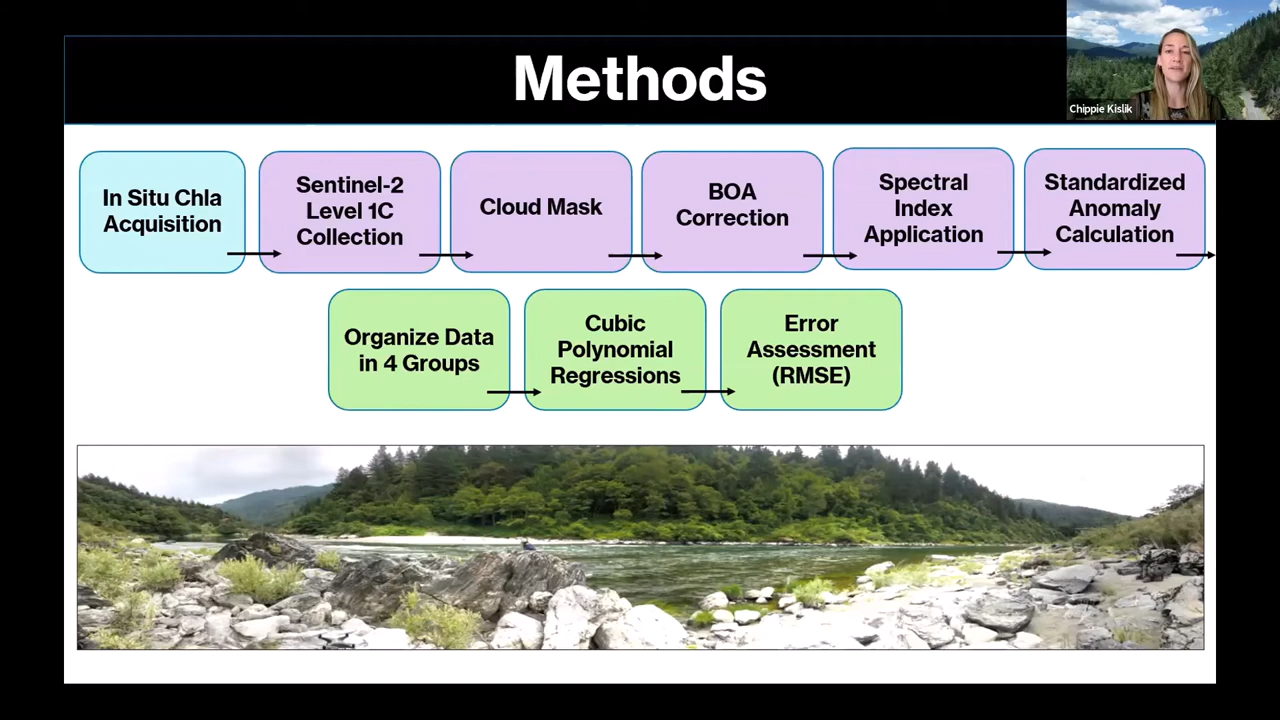 Methods
Chippie Kislik
In Situ Chla
Acquisition
Sentinel-2
Level 1C
Collection
Cloud Mask
BOA
Correction
Spectral
Index
Application
Standardized
Anomaly
Calculation
Organize Data
in 4 Groups
Cubic
Polynomial
Regressions
Error
Assessment
(RMSE)